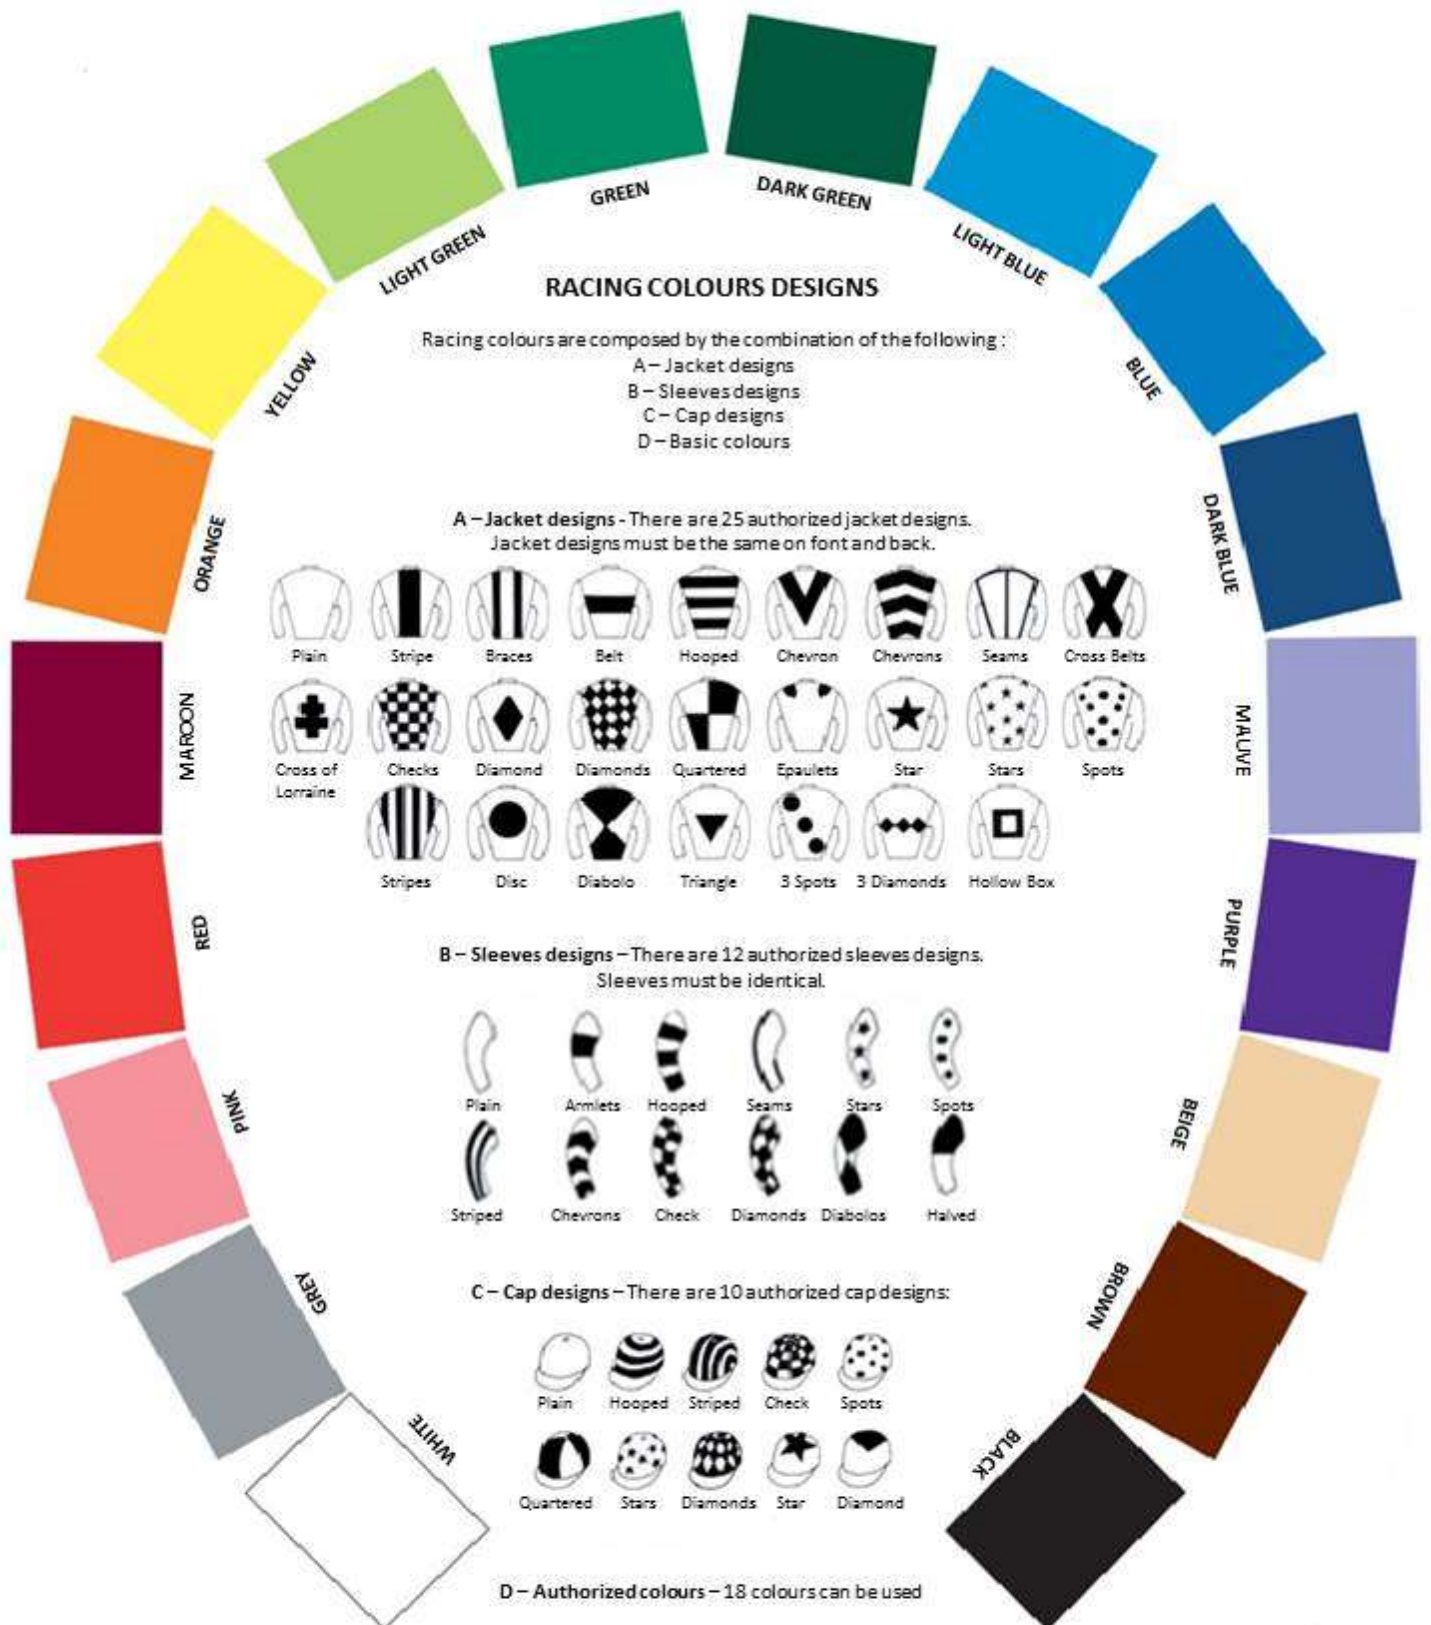 GREEN
DARK GREEN
LIGHT GREEN
LIGHT BLUE
YELLOW
BLUE
ORANGE
DARK BLUE
MAROON
MAUVE
RED
PURPLE
PINK
BEIGE
GREY
BROWN
WHITE
BLACK
RACING COLOURS DESIGNS
Racing colours are composed by the combination of the following :
A – Jacket designs
B – Sleeves designs
C – Cap designs
D – Basic colours
A – Jacket designs - There are 25 authorized jacket designs.
Jacket designs must be the same on font and back.
Plain Stripe Braces Belt Hooped Chevron Chevrons Seams Cross Belts
Cross of Checks Diamond Diamonds Quartered Epaulets Star Stars Spots
Lorraine
Stripes Disc Diabolo Triangle 3 Spots 3 Diamonds Hollow Box
B – Sleeves designs – There are 12 authorized sleeves designs.
Sleeves must be identical.
Plain Armlets Hooped Seams Stars Spots
Striped Chevrons Check Diamonds Diabolos Halved
C – Cap designs – There are 10 authorized cap designs:
Plain Hooped Striped Check Spots
Quartered Stars Diamonds Star Diamond
D – Authorized colours – 18 colours can be used